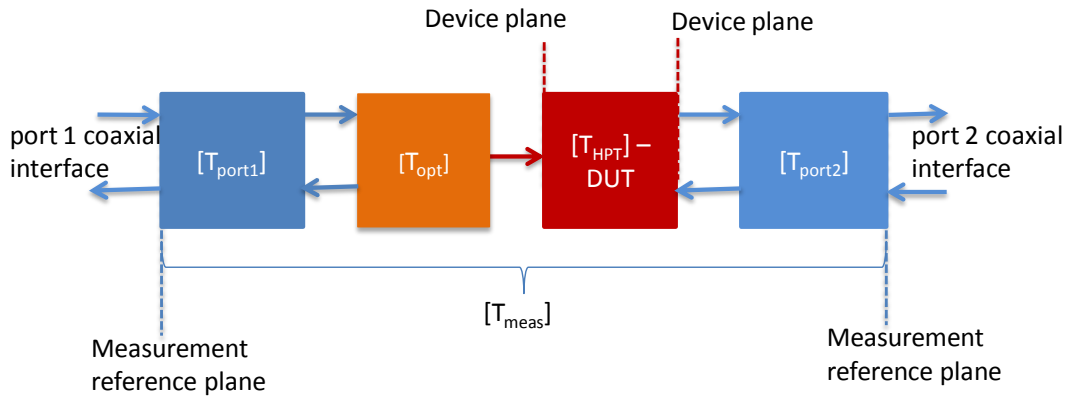 Device plane
Device plane
port 1 coaxial
interface
[Tport1]
[Topt]
[THPT] –
DUT
[Tport2]
port 2 coaxial
interface
[Tmeas]
Measurement
reference plane
Measurement
reference plane